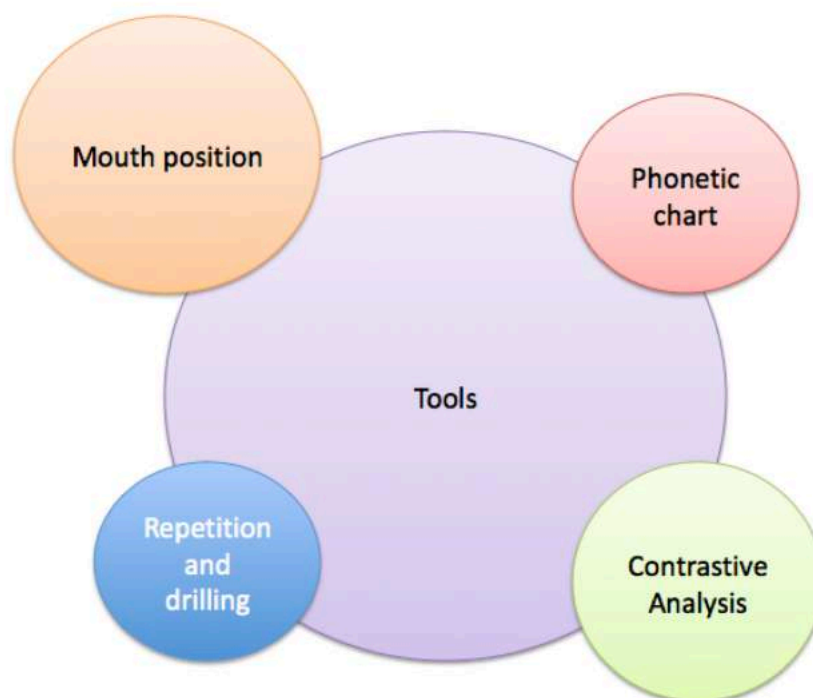 Mouth position
Phonetic
chart
Tools
Repetition
and
drilling
Contrastive
Analysis